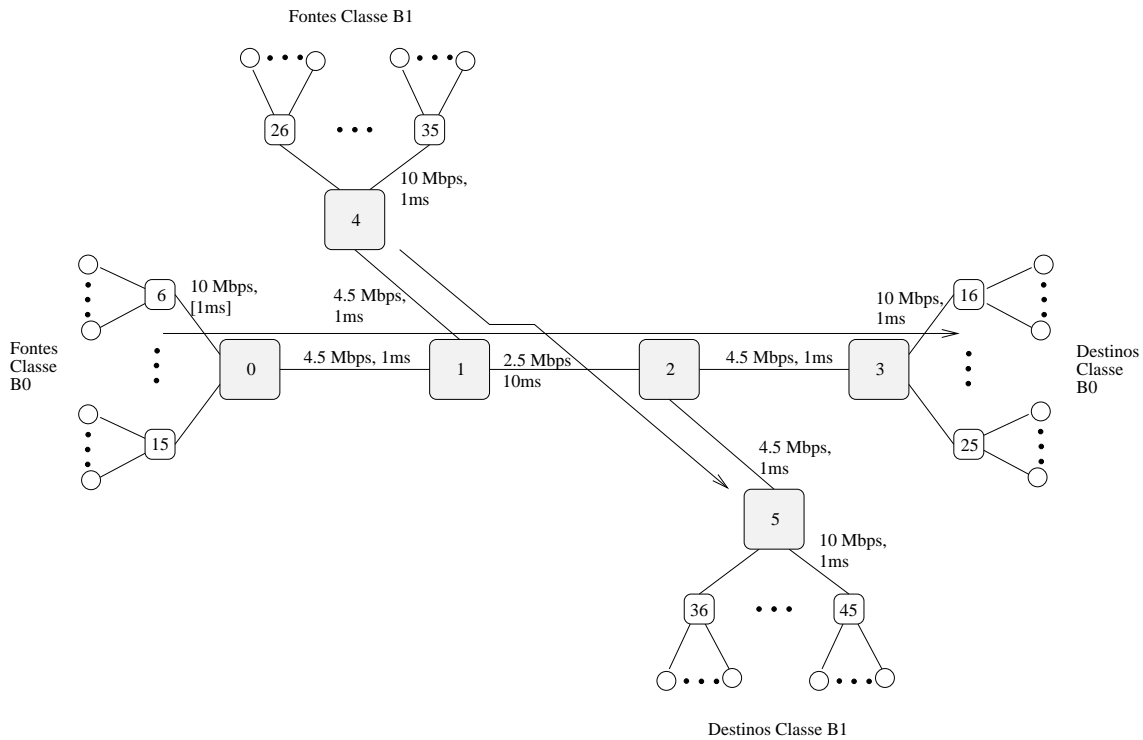 Fontes Classe B1
26
35
10 Mbps,
1ms
4
10 Mbps,
[1ms]
6
4.5 Mbps,
1ms
10 Mbps,
1ms
16
Fontes
Classe
B0
0
4.5 Mbps, 1ms
1
2.5 Mbps
10ms
2
4.5 Mbps, 1ms
3
Destinos
Classe
B0
15
25
4.5 Mbps,
1ms
5
10 Mbps,
1ms
36
45
Destinos Classe B1